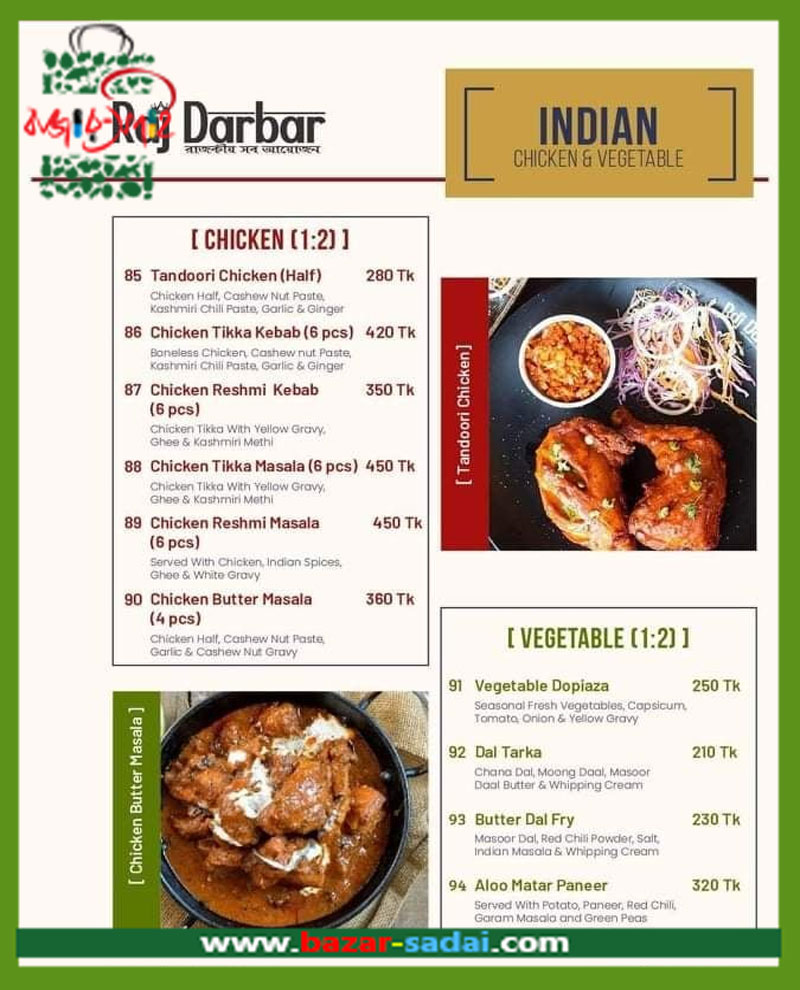 Raj Darbar
রাজকীয় সব আয়োজন
INDIAN
CHICKEN & VEGETABLE
[ CHICKEN (1:2) ]
85 Tandoori Chicken (Half) 280 Tk
Chicken Half, Cashew Nut Paste,
Kashmiri Chili Paste, Garlic & Ginger
86 Chicken Tikka Kebab (6 pcs) 420 Tk
Boneless Chicken, Cashew nut Paste,
Kashmiri Chili Paste, Garlic & Ginger
87 Chicken Reshmi Kebab 350 Tk
(6 pcs)
Chicken Tikka With Yellow Gravy,
Ghee & Kashmiri Methi
88 Chicken Tikka Masala (6 pcs) 450 Tk
Chicken Tikka With Yellow Gravy,
Ghee & Kashmiri Methi
89 Chicken Reshmi Masala 450 Tk
(6 pcs)
Served With Chicken, Indian Spices,
Ghee & White Gravy
90 Chicken Butter Masala 360 Tk
(4 pcs)
Chicken Half, Cashew Nut Paste,
Garlic & Cashew Nut Gravy
[ Tandoori Chicken ]
[ Chicken Butter Masala ]
[ VEGETABLE (1:2) ]
91 Vegetable Dopiaza 250 Tk
Seasonal Fresh Vegetables, Capsicum,
Tomato, Onion & Yellow Gravy
92 Dal Tarka 210 Tk
Chana Dal, Moong Daal, Masoor
Daal Butter & Whipping Cream
93 Butter Dal Fry 230 Tk
Masoor Dal, Red Chili Powder, Salt,
Indian Masala & Whipping Cream
94 Aloo Matar Paneer 320 Tk
Served With Potato, Paneer, Red Chili,
Garam Masala and Green Peas
www.bazar-sadai.com